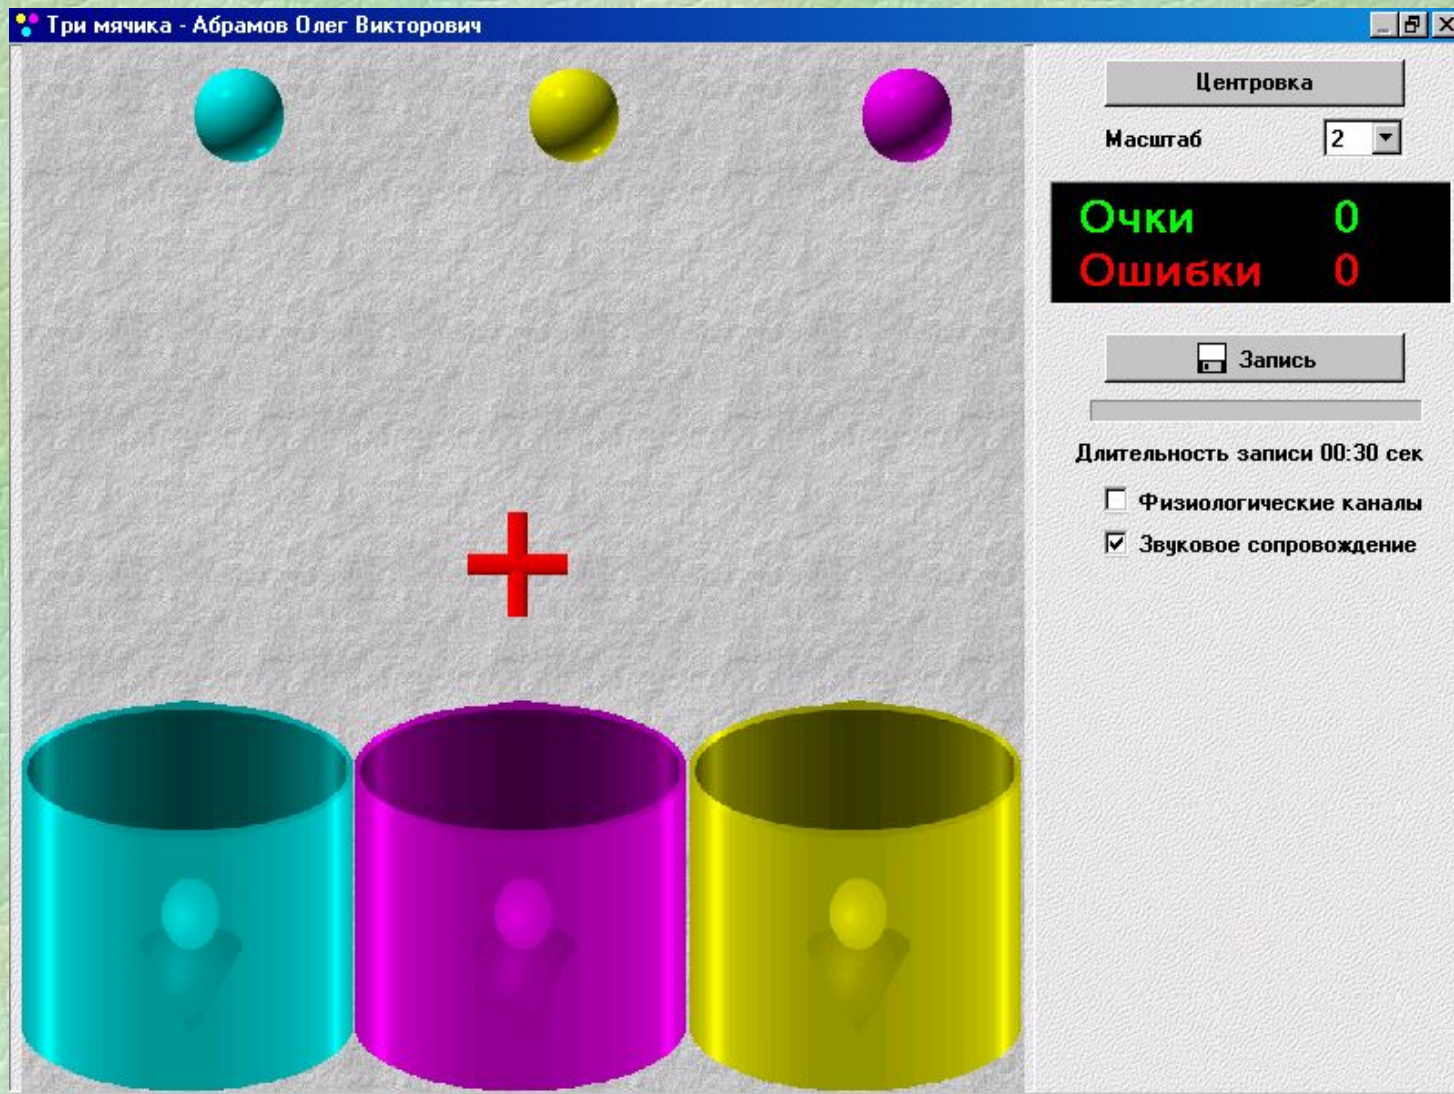 Три мячика - Абрамов Олег Викторович
Центровка
Масштаб 2
Очки 0
Ошибки 0
Запись
Длительность записи 00:30 сек
Физиологические каналы
Звуковое сопровождение